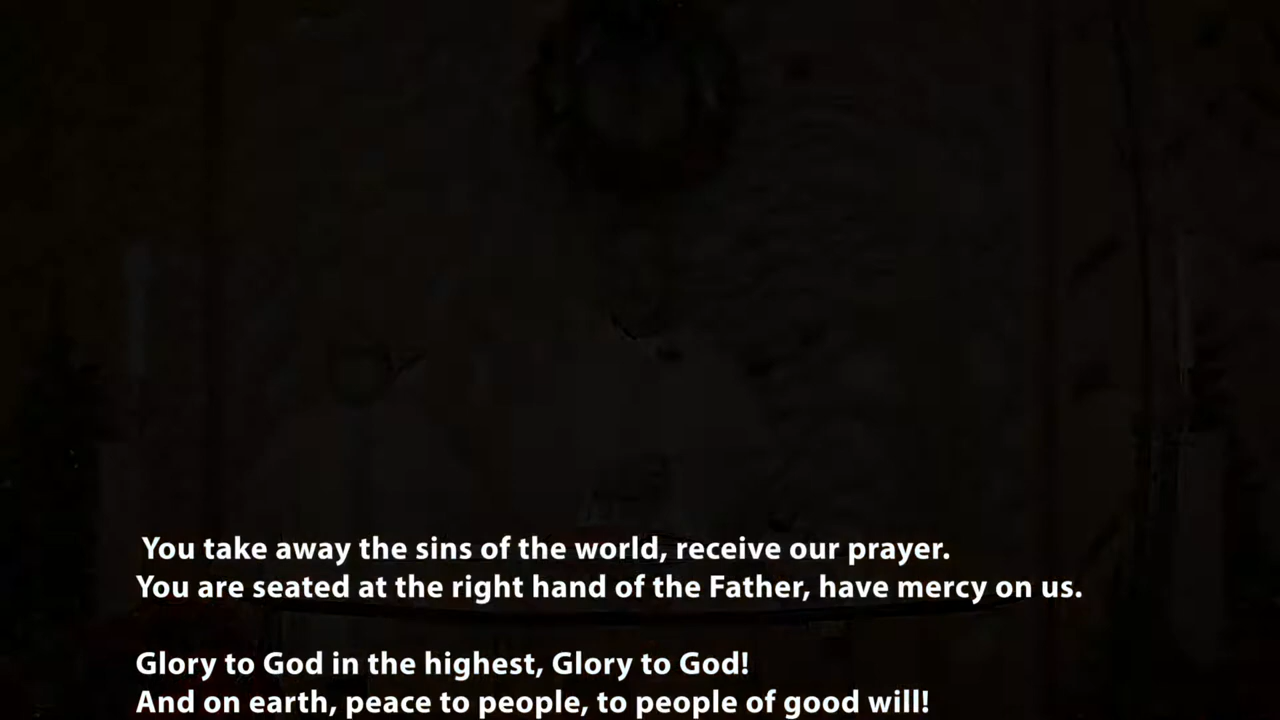 You take away the sins of the world, receive our prayer.
You are seated at the right hand of the Father, have mercy on us.
Glory to God in the highest, Glory to God!
And on earth, peace to people, to people of good will!